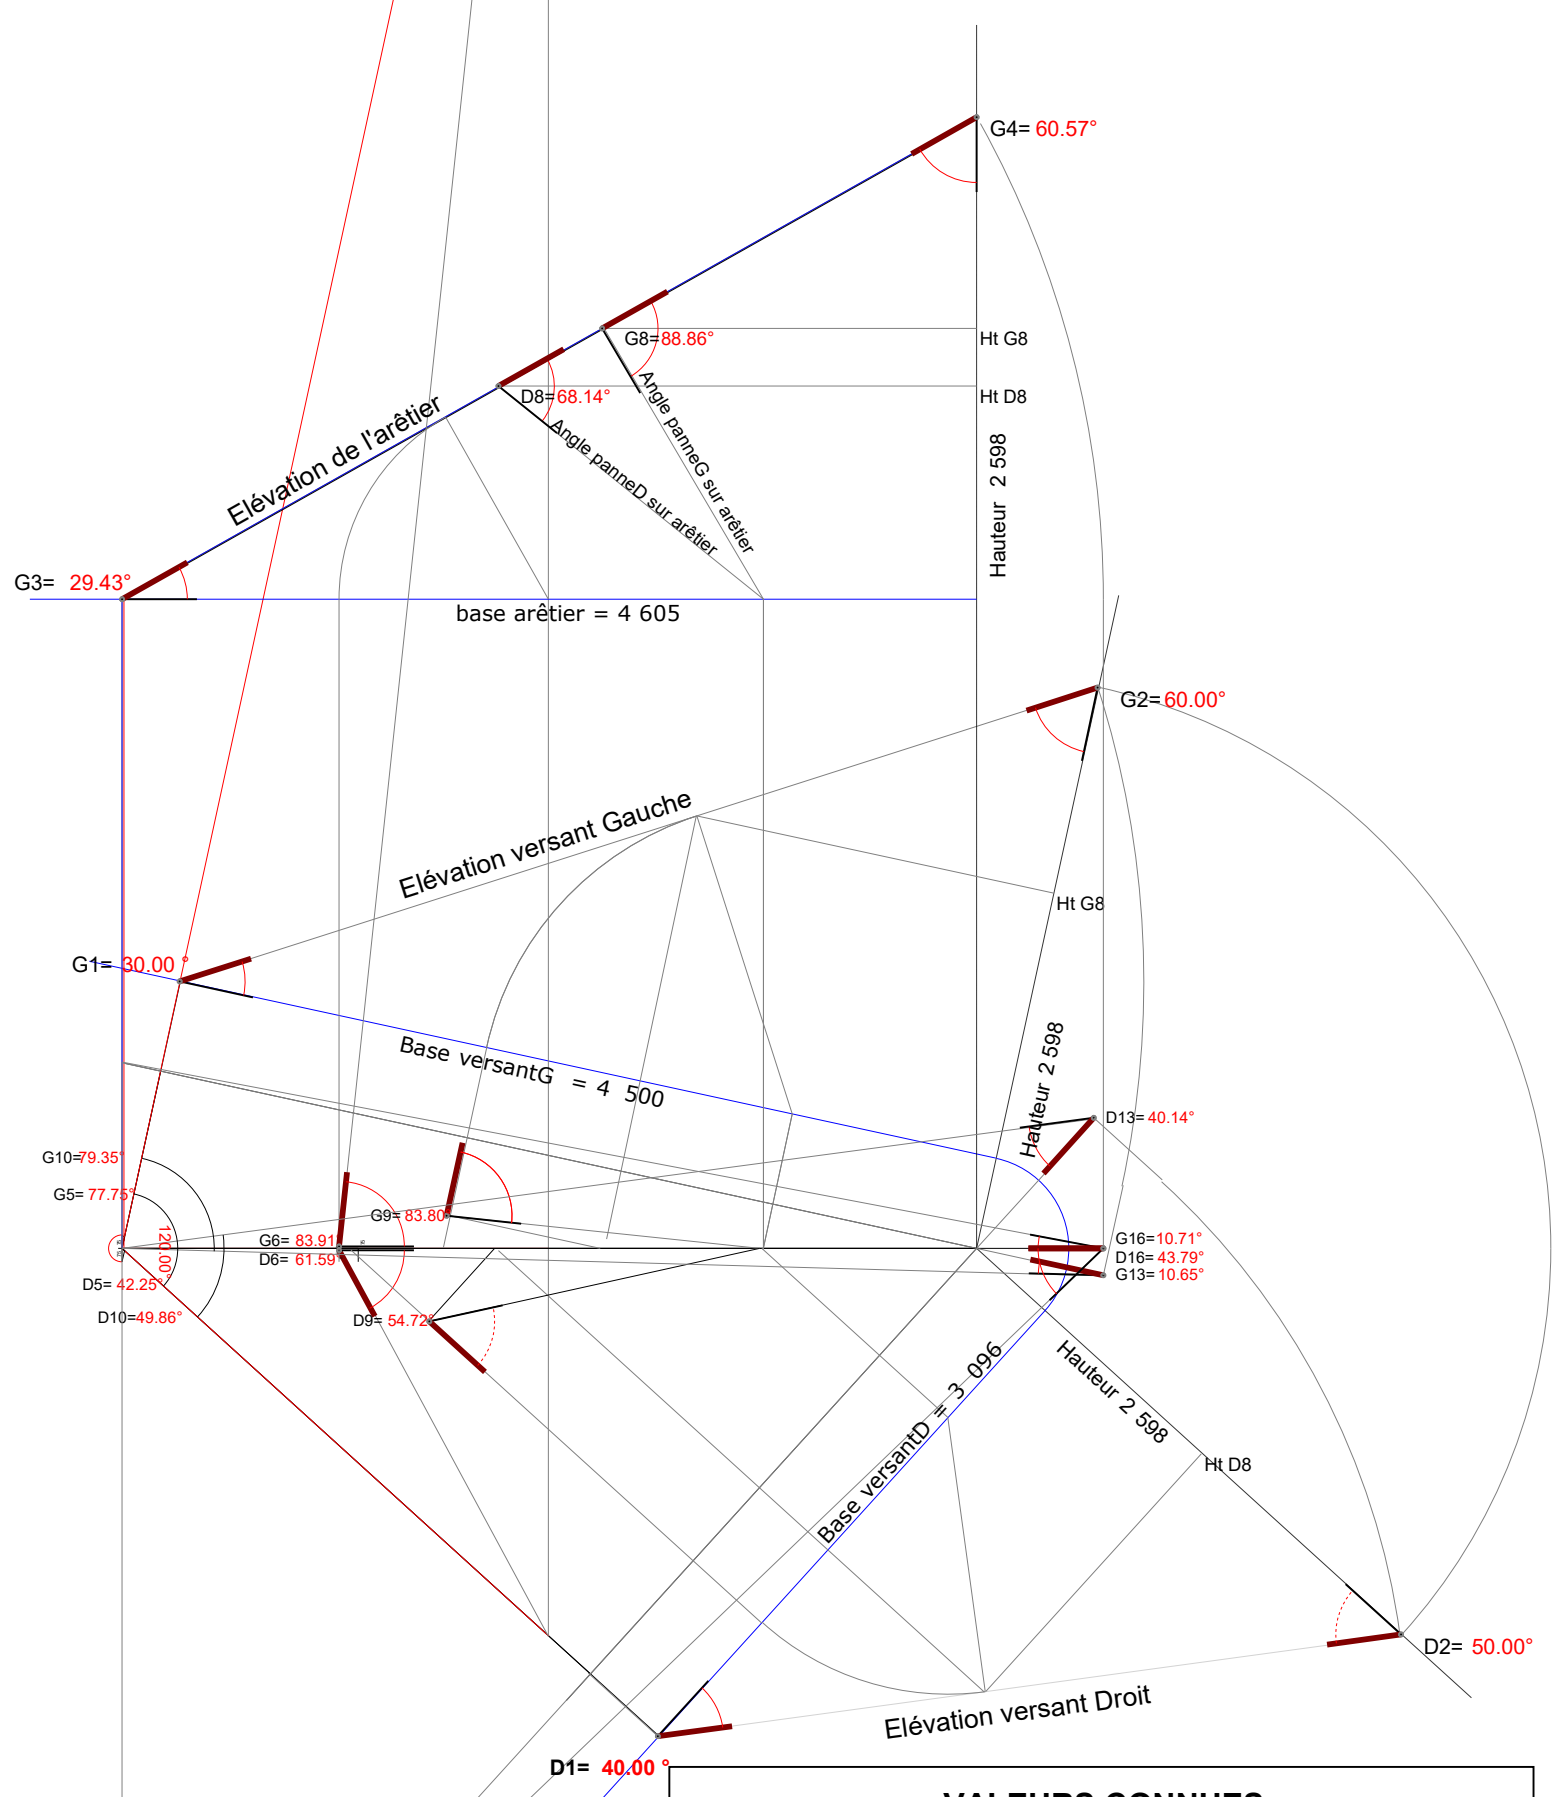 G4= 60.57°
G8=88.86°
Ht G8
D8=68.14°
Ht D8
Angle panneG sur arêtier
Angle panneD sur arêtier
Elévation de l'arêtier
Hauteur 2 598
G3= 29.43°
base arêtier = 4 605
G2=60.00°
Elévation versant Gauche
Ht G8
G1= 30.00 °
Base versantG = 4 500
Hauteur 2 598
D13= 40.14°
G10=79.35°
G5= 77.75°
G9= 83.80
120.00°
G6= 83.91
D6= 61.59°
G16=10.71°
D16= 43.79°
G13= 10.65°
D5= 42.25°
D10=49.86°
D9= 54.72°
Base versantD = 3 096
Hauteur 2 598
Ht D8
D2= 50.00°
Elévation versant Droit
D1= 40.00 °
VALEURS CONNUES